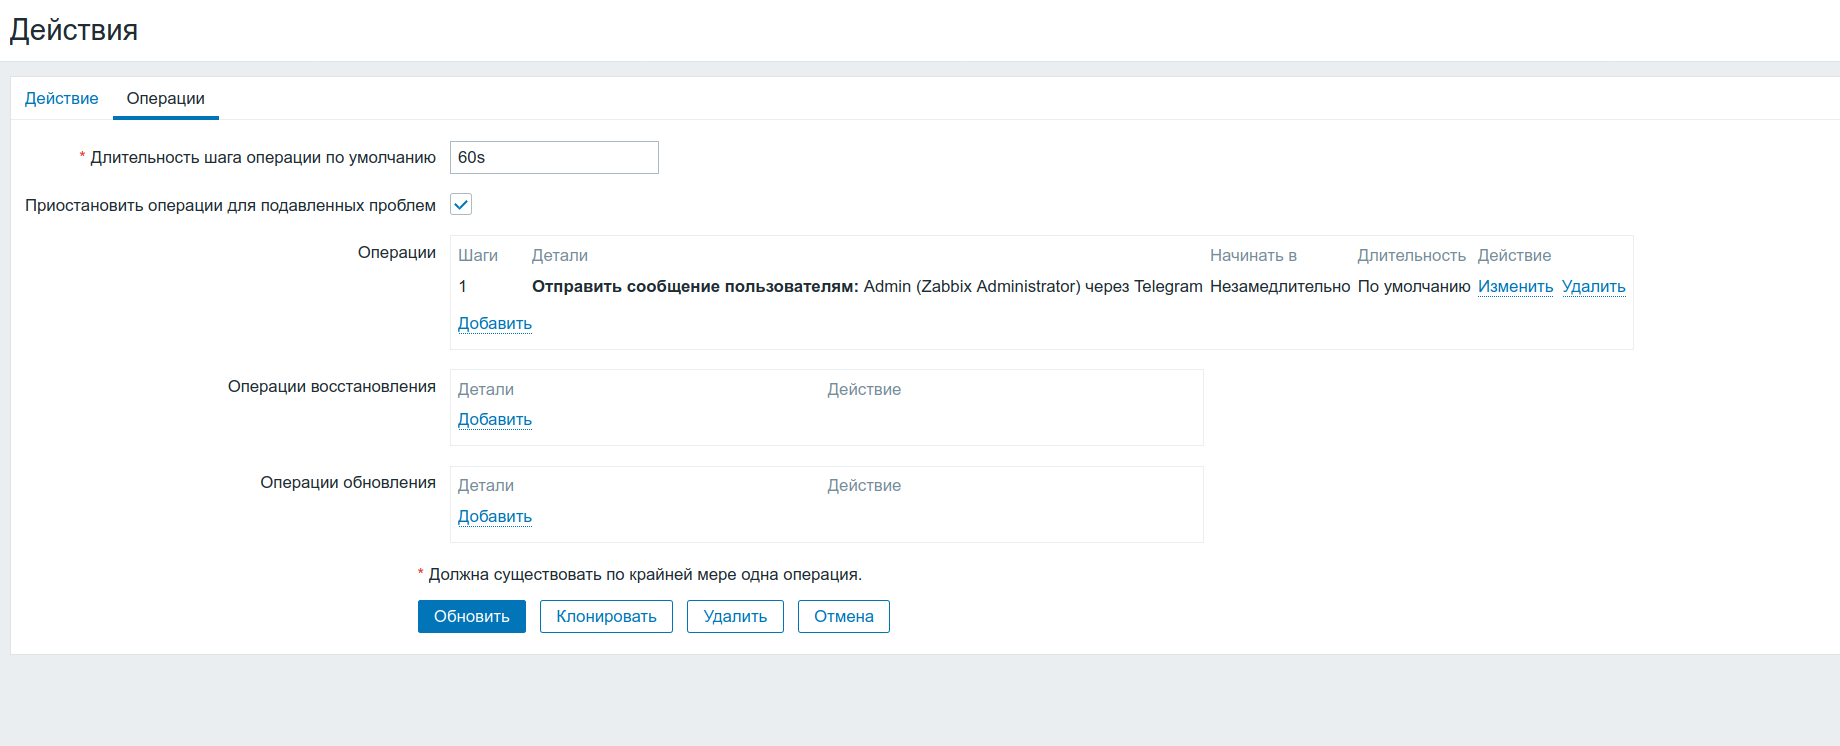 Действия
Действие Операции
* Длительность шага операции по умолчанию 60s
Приостановить операции для подавленных проблем
Операции Шаги Детали Начинать в Длительность Действие
1 Отправить сообщение пользователям: Admin (Zabbix Administrator) через Telegram Незамедлительно По умолчанию Изменить Удалить
Добавить
Операции восстановления Детали Действие
Добавить
Операции обновления Детали Действие
Добавить
* Должна существовать по крайней мере одна операция.
Обновить Клонировать Удалить Отмена